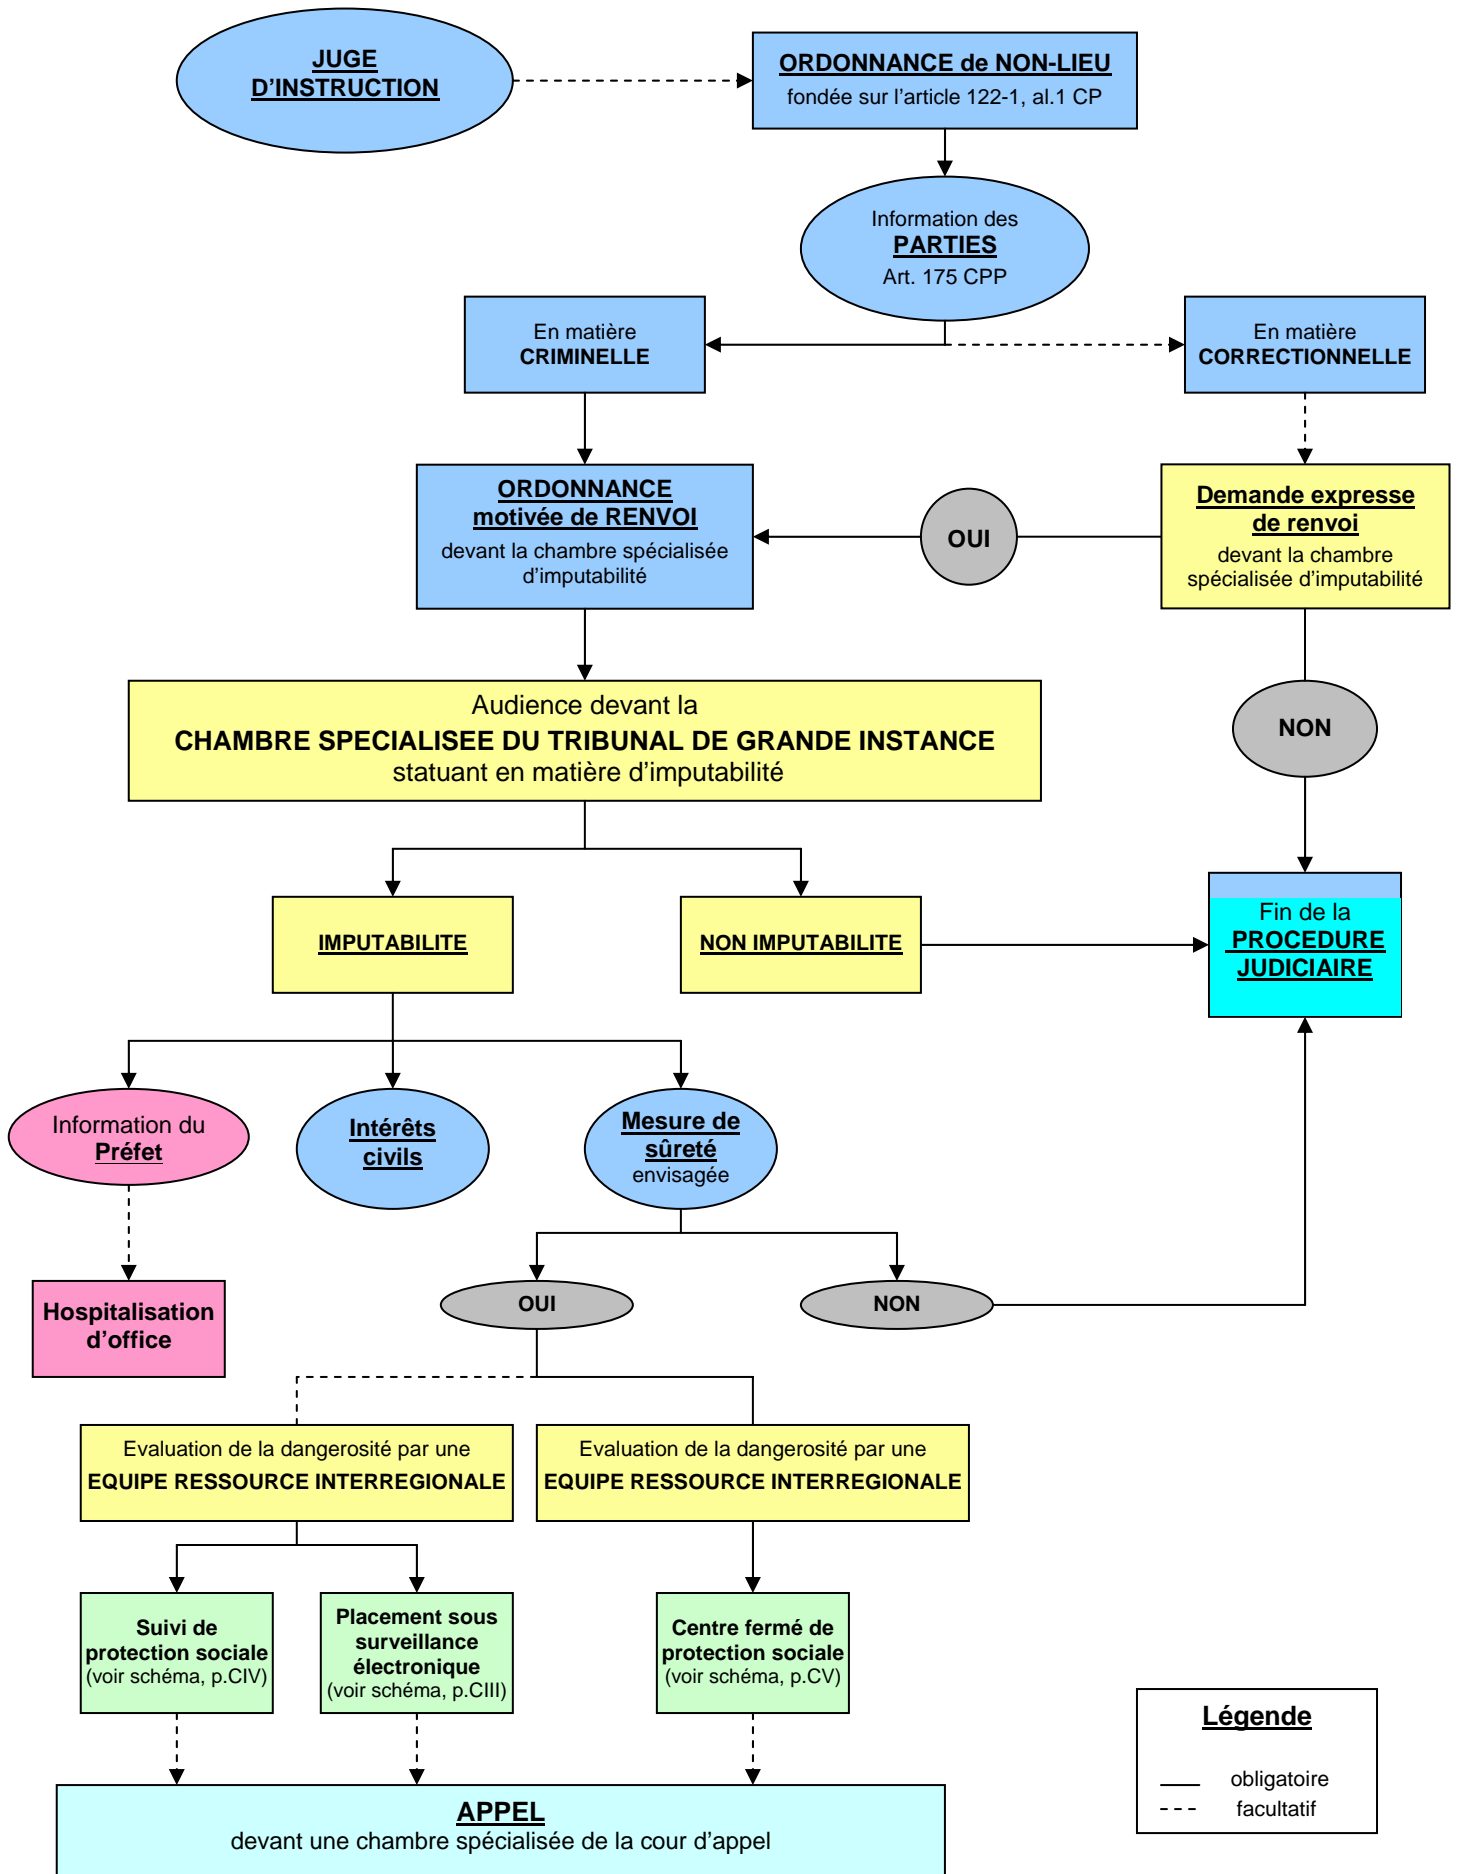 JUGE
D’INSTRUCTION
ORDONNANCE de NON-LIEU
fondée sur l’article 122-1, al.1 CP
Information des
PARTIES
Art. 175 CPP
En matière
CRIMINELLE
En matière
CORRECTIONNELLE
ORDONNANCE
motivée de RENVOI
devant la chambre spécialisée
d’imputabilité
OUI
Demande expresse
de renvoi
devant la chambre
spécialisée d’imputabilité
Audience devant la
CHAMBRE SPECIALISEE DU TRIBUNAL DE GRANDE INSTANCE
statuant en matière d’imputabilité
NON
IMPUTABILITE
NON IMPUTABILITE
Fin de la
PROCEDURE
JUDICIAIRE
Information du
Préfet
Intérêts
civils
Mesure de
sûreté
envisagée
Hospitalisation
d’office
OUI
NON
Evaluation de la dangerosité par une
EQUIPE RESSOURCE INTERREGIONALE
Evaluation de la dangerosité par une
EQUIPE RESSOURCE INTERREGIONALE
Suivi de
protection sociale
(voir schéma, p.CIV)
Placement sous
surveillance
électronique
(voir schéma, p.CIII)
Centre fermé de
protection sociale
(voir schéma, p.CV)
Légende
obligatoire
facultatif
APPEL
devant une chambre spécialisée de la cour d’appel